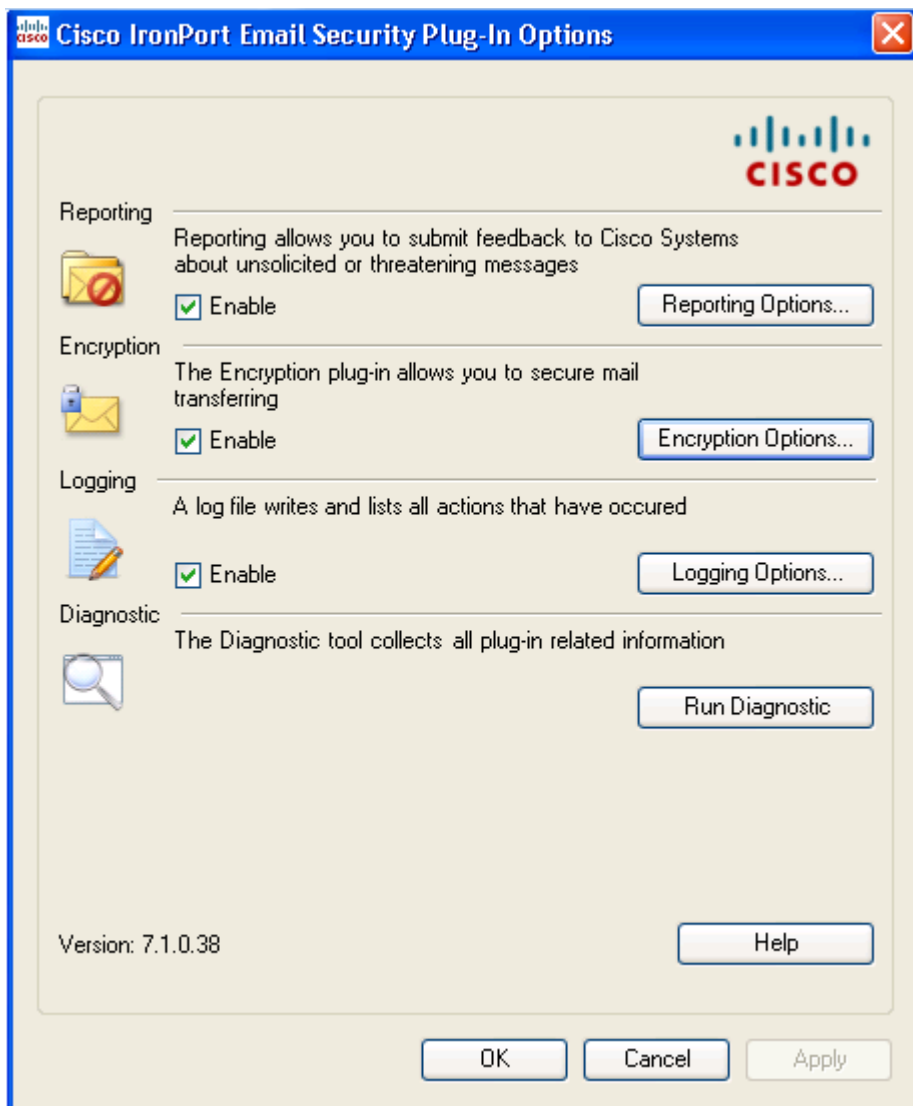 cisco
Cisco IronPort Email Security Plug-In Options
CISCO
Reporting
Reporting allows you to submit feedback to Cisco Systems
about unsolicited or threatening messages
Enable
Reporting Options...
Encryption
The Encryption plug-in allows you to secure mail
transferring
Enable
Encryption Options...
Logging
A log file writes and lists all actions that have occured
Enable
Logging Options...
Diagnostic
The Diagnostic tool collects all plug-in related information
Run Diagnostic
Version: 7.1.0.38
Help
OK
Cancel
Apply